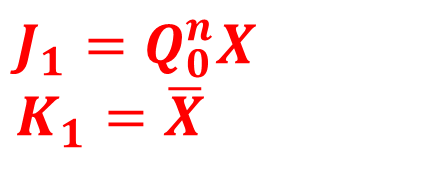 J₁ = Q₀ⁿX
K₁ = X̅